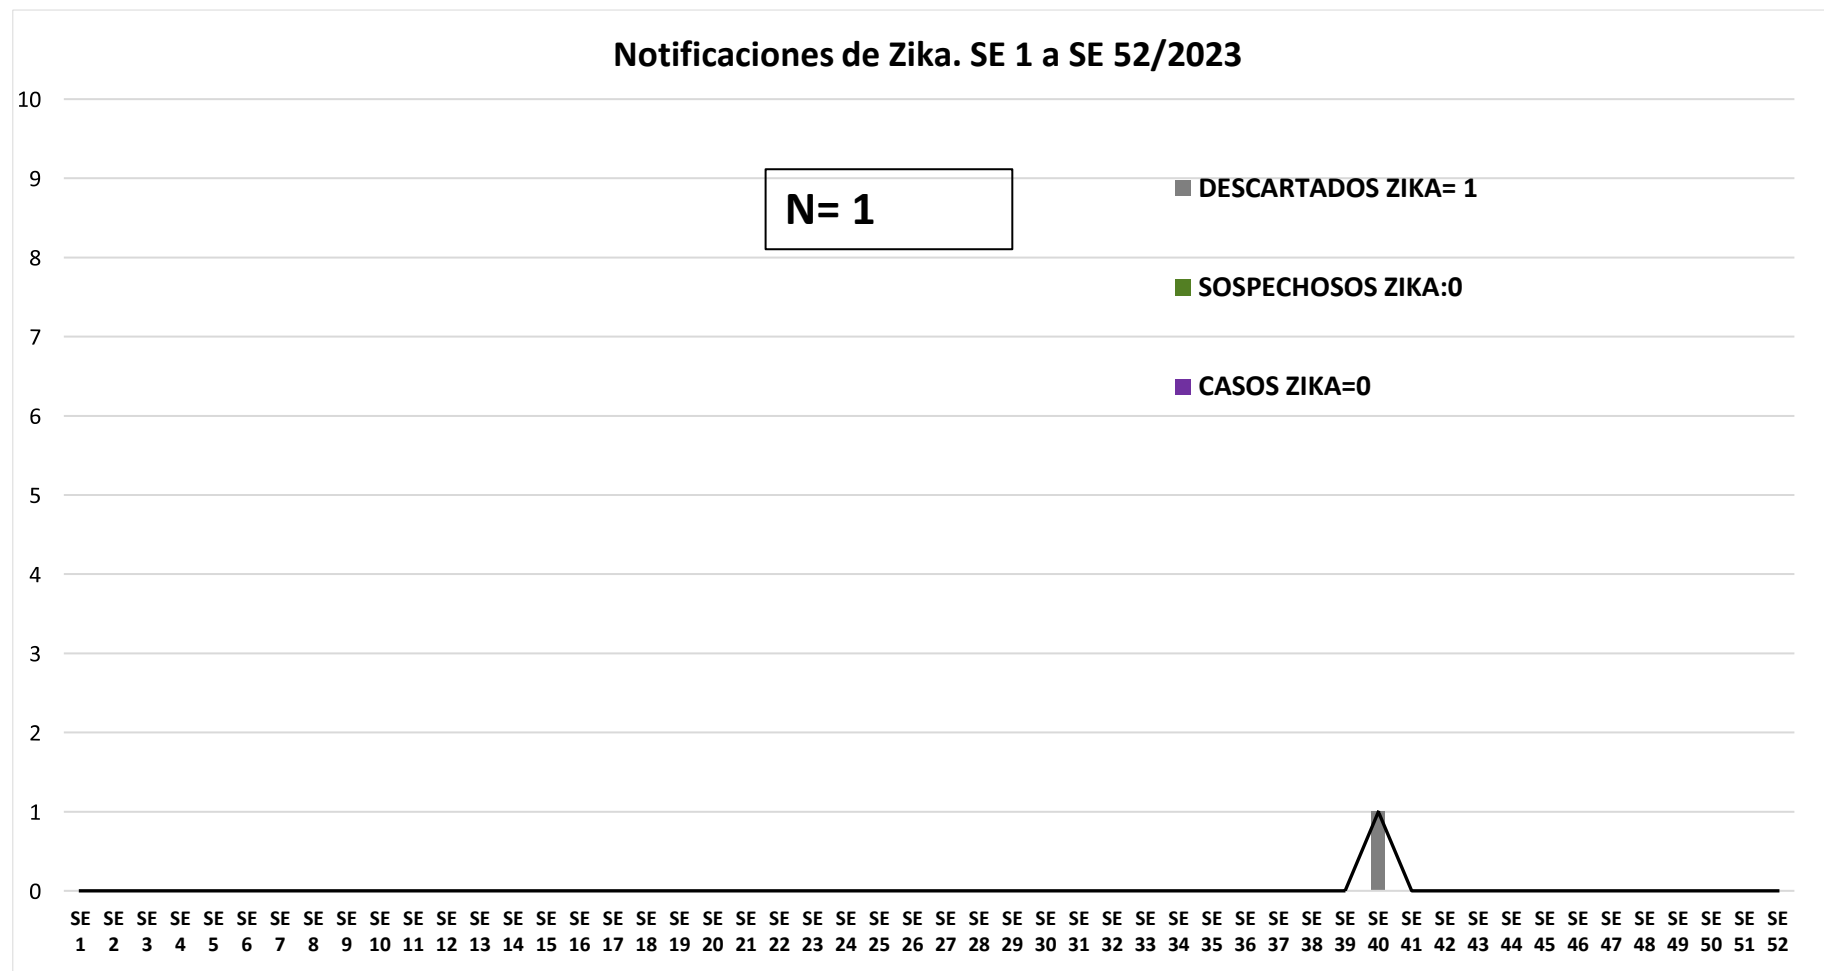 Notificaciones de Zika. SE 1 a SE 52/2023
10
9
8
7
6
5
4
3
2
1
0
N= 1
DESCARTADOS ZIKA= 1
SOSPECHOSOS ZIKA:0
CASOS ZIKA=0
SE SE SE SE SE SE SE SE SE SE SE SE SE SE SE SE SE SE SE SE SE SE SE SE SE SE SE SE SE SE SE SE SE SE SE SE SE SE SE SE SE SE SE SE SE SE SE SE SE SE SE SE
1 2 3 4 5 6 7 8 9 10 11 12 13 14 15 16 17 18 19 20 21 22 23 24 25 26 27 28 29 30 31 32 33 34 35 36 37 38 39 40 41 42 43 44 45 46 47 48 49 50 51 52